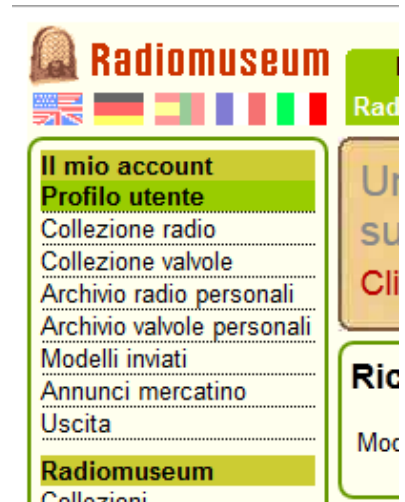 Radiomuseum
Il mio account
Profilo utente
Collezione radio
Collezione valvole
Archivio radio personali
Archivio valvole personali
Modelli inviati
Annunci mercatino
Uscita
Radiomuseum
Collezioni